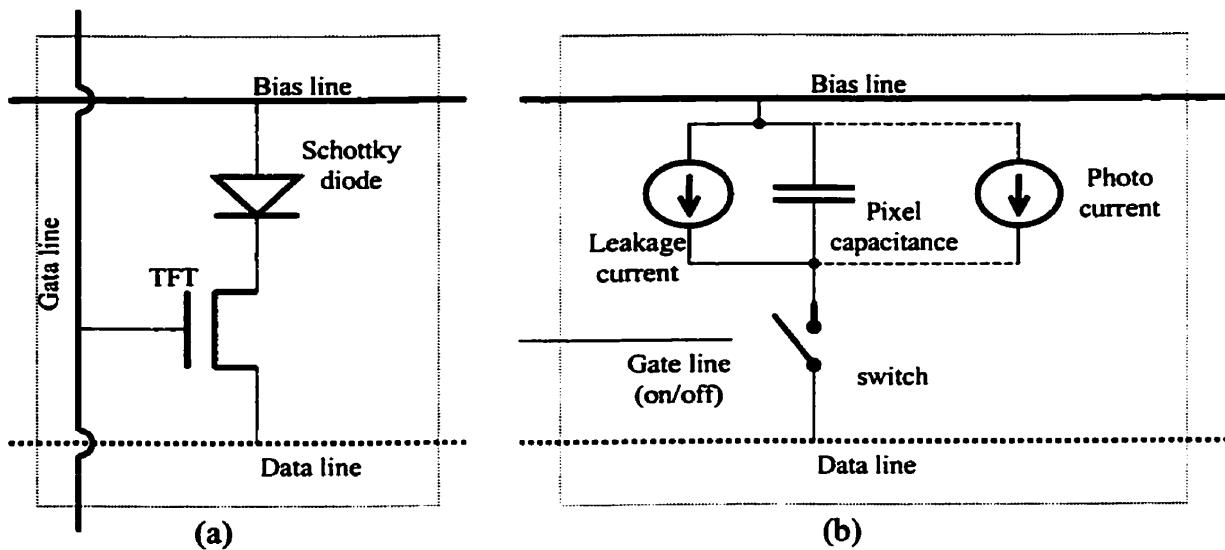 Bias line
Schottky
diode
Gata line
TFT
Data line
(a)
Bias line
Leakage
current
Pixel
capacitance
Photo
current
Gate line
(on/off)
switch
Data line
(b)